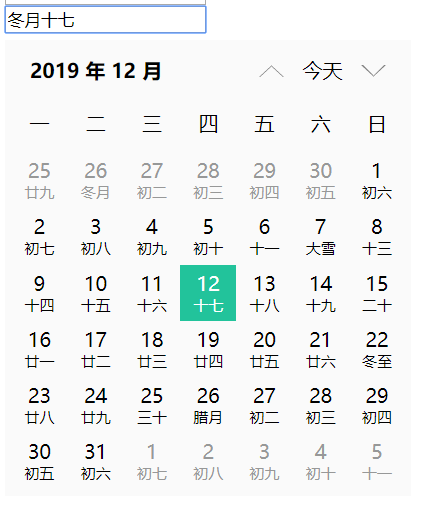 冬月十七
2019 年 12 月 今天
一 二 三 四 五 六 日
25 26 27 28 29 30 1
廿九 冬月 初二 初三 初四 初五 初六
2 3 4 5 6 7 8
初七 初八 初九 初十 十一 大雪 十三
9 10 11 12 13 14 15
十四 十五 十六 十七 十八 十九 二十
16 17 18 19 20 21 22
廿一 廿二 廿三 廿四 廿五 廿六 冬至
23 24 25 26 27 28 29
廿八 廿九 三十 腊月 初二 初三 初四
30 31 1 2 3 4 5
初五 初六 初七 初八 初九 初十 十一